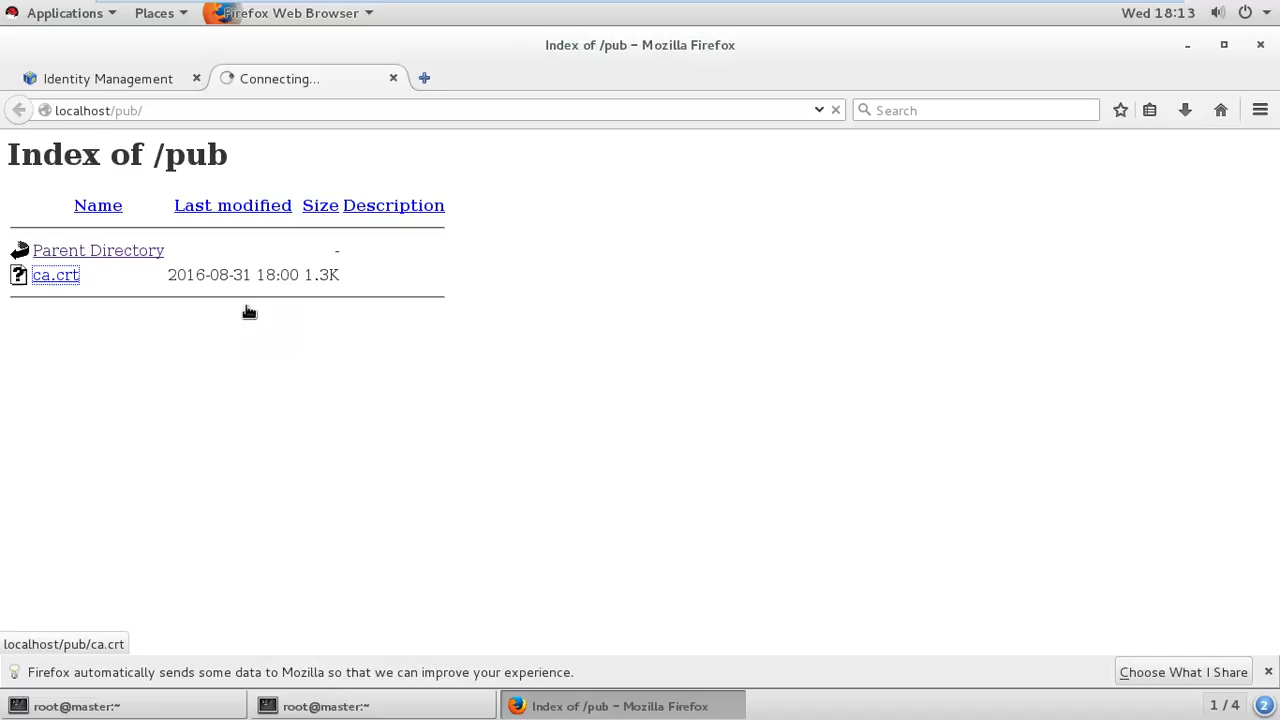 Applications Places Firefox Web Browser Wed 18:13
Index of /pub - Mozilla Firefox
Identity Management Connecting...
localhost/pub/ Search
Index of /pub
Name Last modified Size Description
Parent Directory -
ca.crt 2016-08-31 18:00 1.3K
localhost/pub/ca.crt
Firefox automatically sends some data to Mozilla so that we can improve your experience. Choose What I Share
root@master:~ root@master:~ Index of /pub - Mozilla Firefox 1 / 4 2